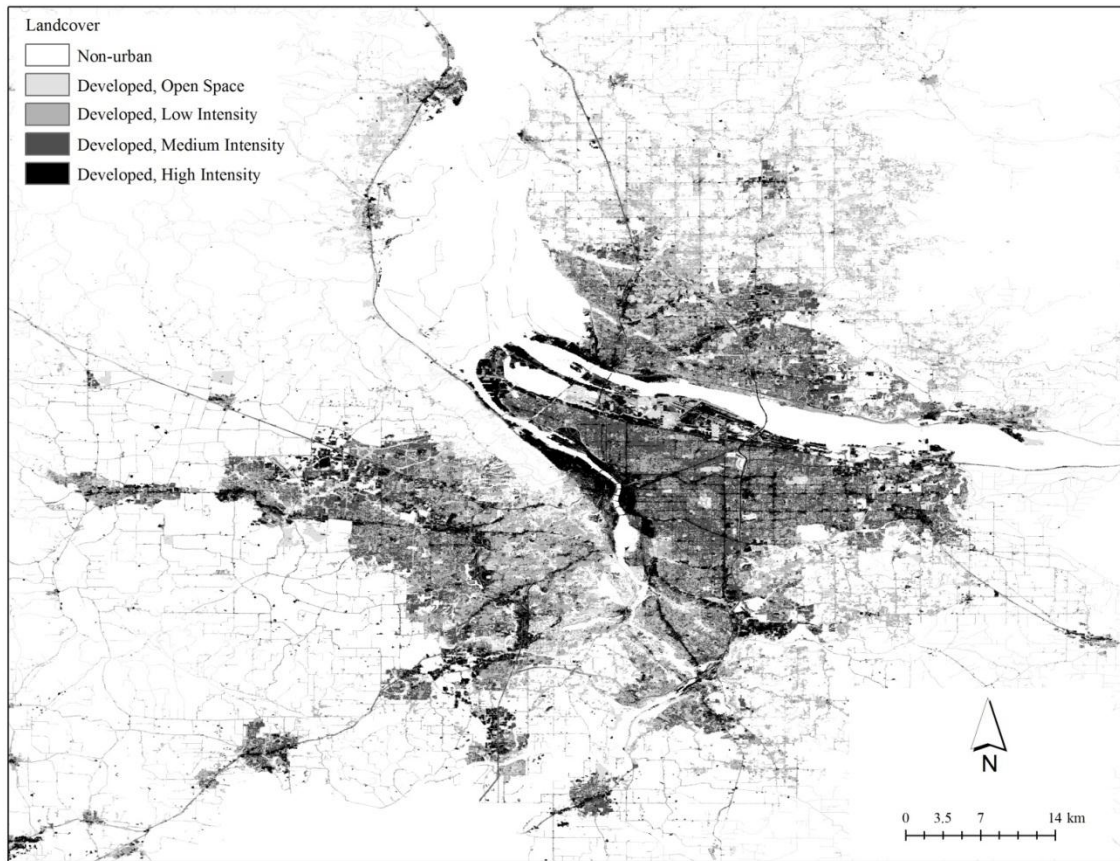 Landcover
Non-urban
Developed, Open Space
Developed, Low Intensity
Developed, Medium Intensity
Developed, High Intensity
N
0 3.5 7 14 km